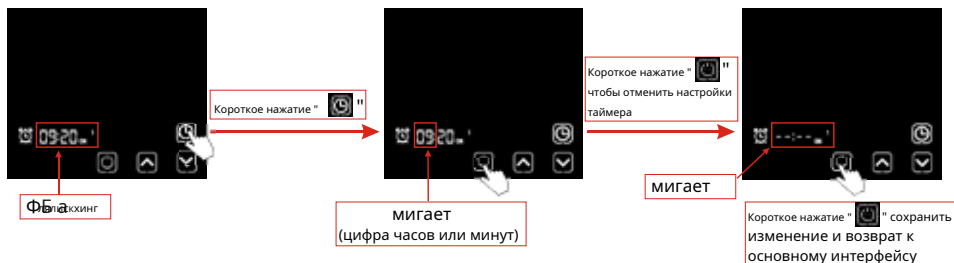 Короткое нажатие " "
Короткое нажатие " "
чтобы отменить настройки
таймера
09:20
09:20
--:--
ФБ а
мигает
(цифра часов или минут)
мигает
Короткое нажатие " " сохранить
изменение и возврат к
основному интерфейсу